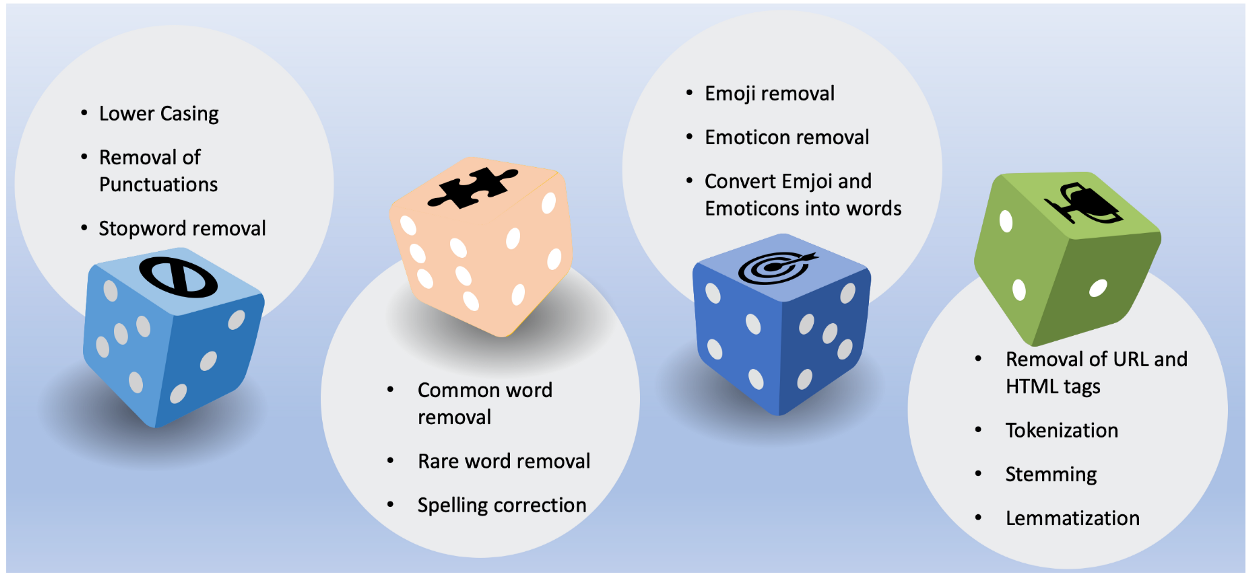 • Lower Casing
• Removal of
Punctuations
• Stopword removal
• Common word
removal
• Rare word removal
• Spelling correction
• Emoji removal
• Emoticon removal
• Convert Emjoi and
Emoticons into words
• Removal of URL and
HTML tags
• Tokenization
• Stemming
• Lemmatization